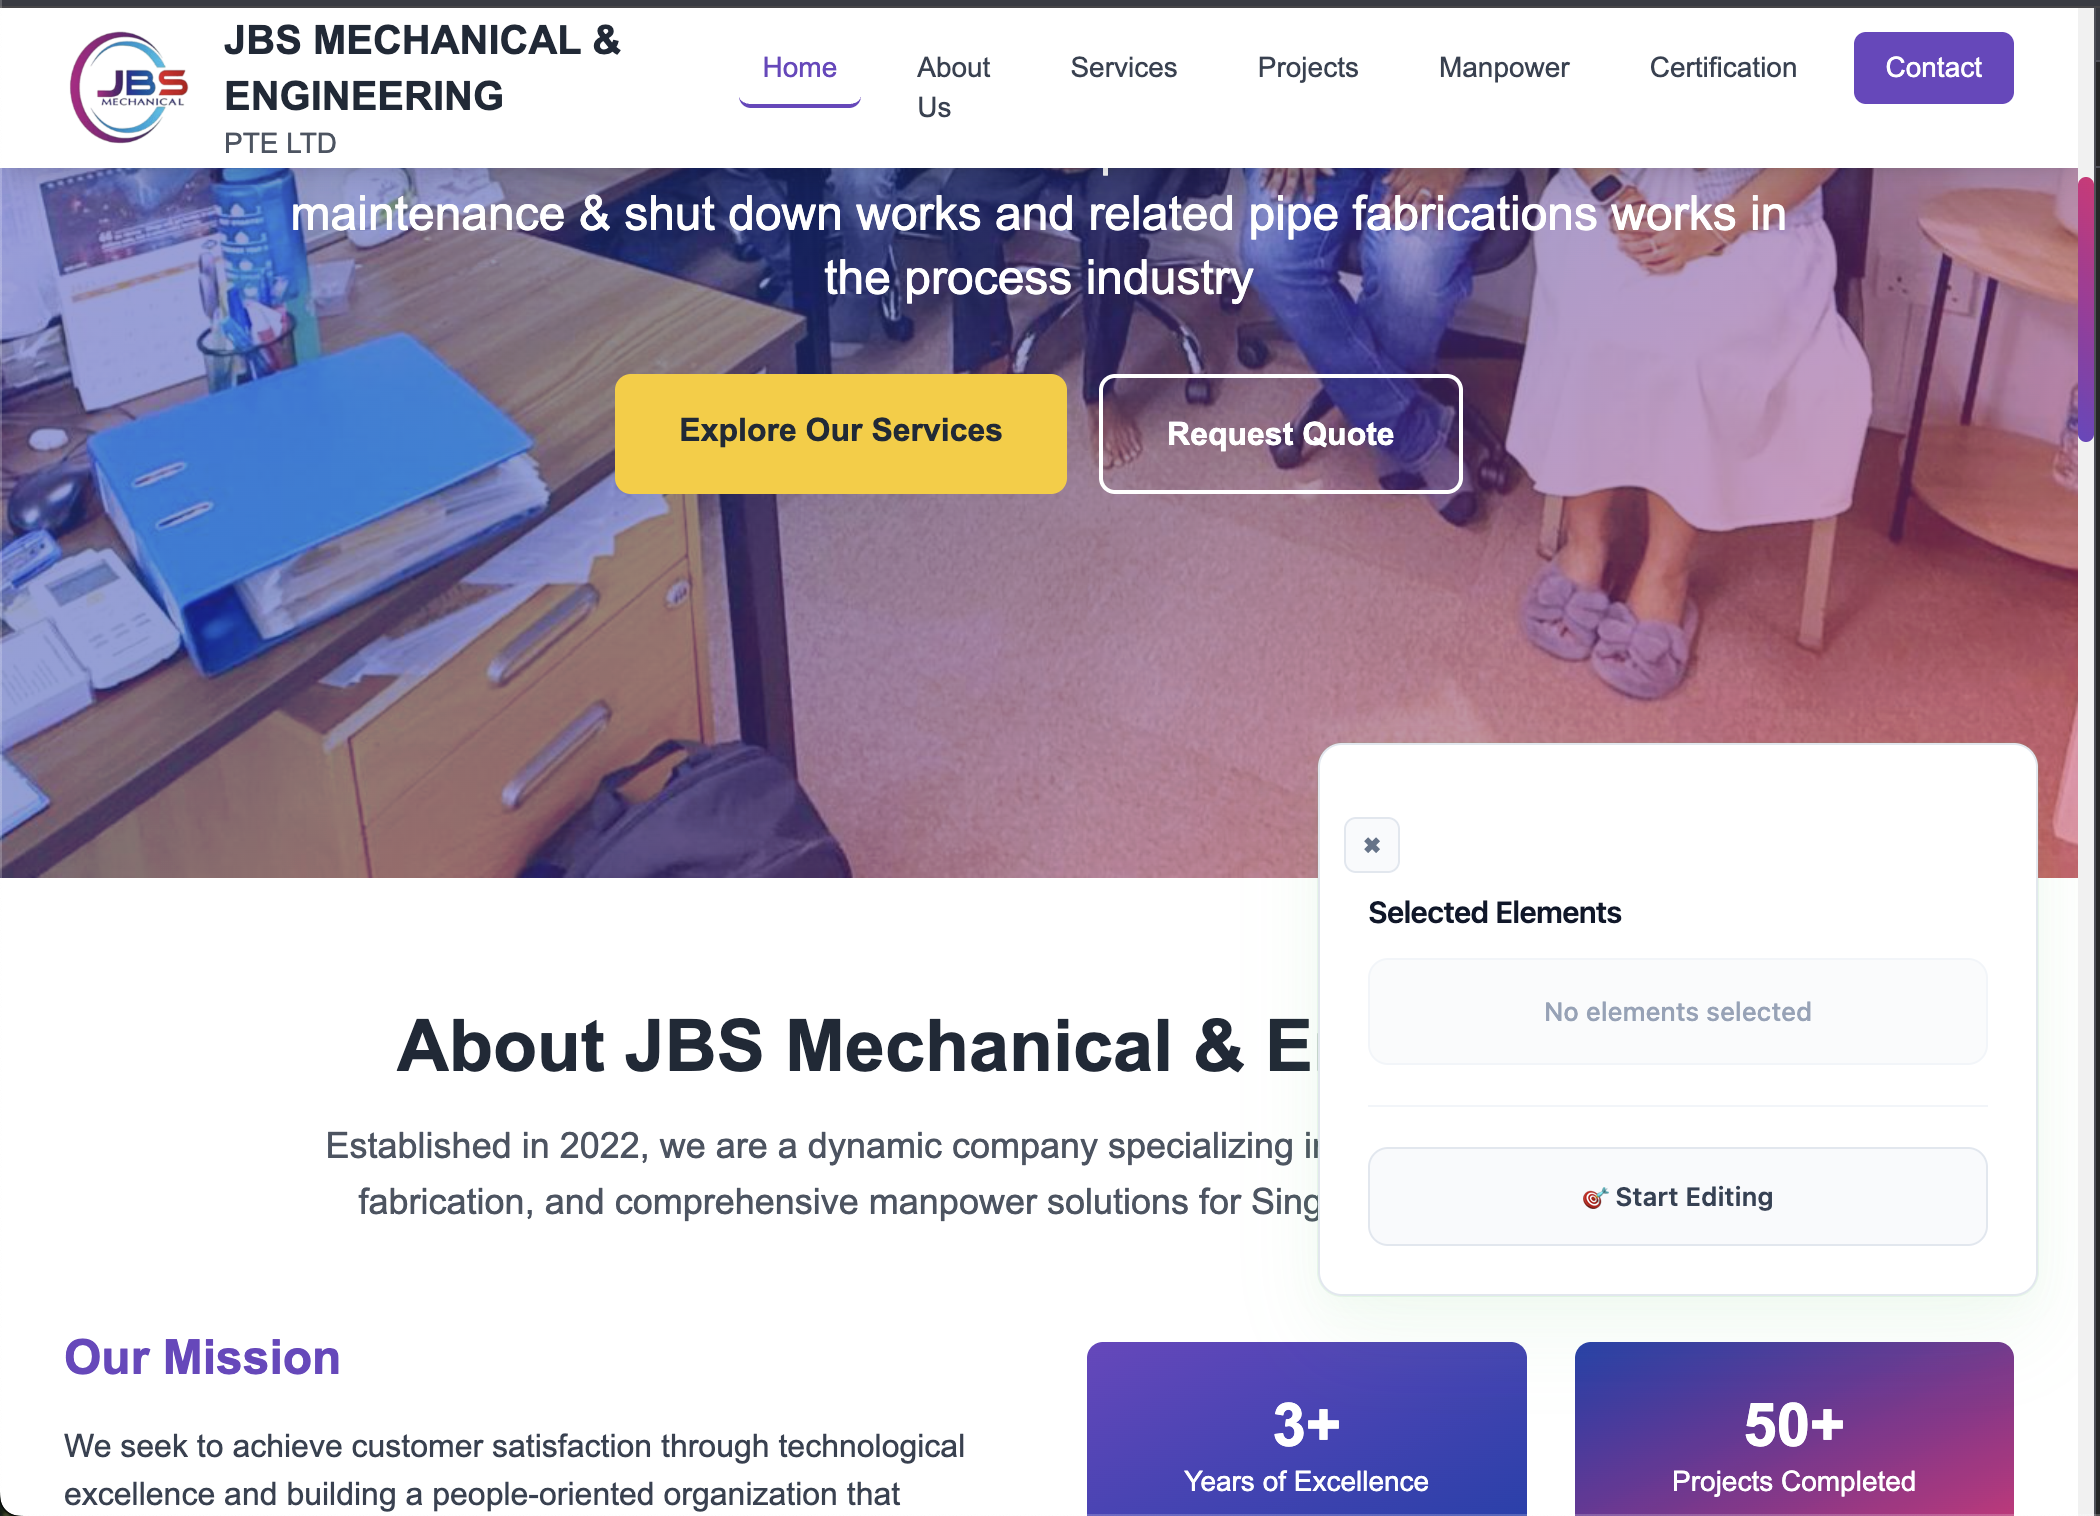 JBS
MECHANICAL
JBS MECHANICAL &
ENGINEERING
PTE LTD
Home
About
Us
Services
Projects
Manpower
Certification
Contact
maintenance & shut down works and related pipe fabrications works in
the process industry
Explore Our Services
Request Quote
✖
Selected Elements
No elements selected
🎯 Start Editing
About JBS Mechanical & E
Established in 2022, we are a dynamic company specializing i
fabrication, and comprehensive manpower solutions for Sing
Our Mission
We seek to achieve customer satisfaction through technological
excellence and building a people-oriented organization that
3+
Years of Excellence
50+
Projects Completed